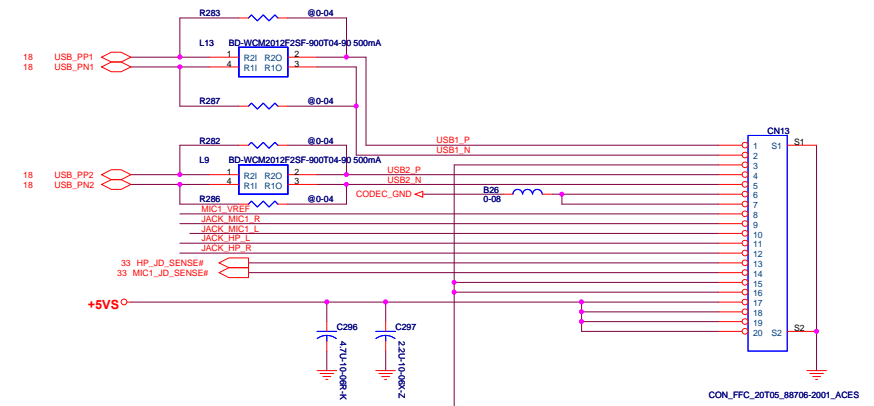 R283 @0-04
L13 BD-WCM2012F2SF-900T04-90 500mA
18 USB_PP1 1 R2I R2O 2
18 USB_PN1 4 R1I R1O 3
R287 @0-04
CN13
R282 @0-04
USB1_P 1 S1 S1
USB1_N 2
L9 BD-WCM2012F2SF-900T04-90 500mA
3
18 USB_PP2 1 R2I R2O 2 USB2_P 4
18 USB_PN2 4 R1I R1O 3 USB2_N 5
CODEC_GND B26 6
R286 @0-04 0-08 7
MIC1_VREF 8
JACK_MIC1_R 9
JACK_MIC1_L 10
JACK_HP_L 11
JACK_HP_R 12
33 HP_JD_SENSE# 13
33 MIC1_JD_SENSE# 14
15
16
+5VS 17
18
19
C296 C297 20 S2 S2
4.7U-10-06R-K 2.2U-10-06X-Z
CON_FFC_20T05_88706-2001_ACES